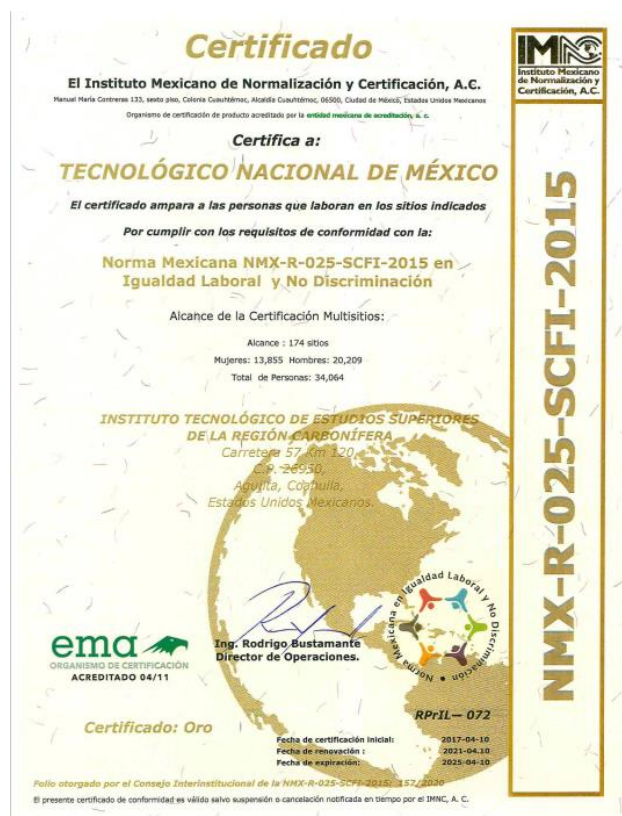 Certificado
El Instituto Mexicano de Normalización y Certificación, A.C.
Manual María Contreras 133, sexto piso, Colonia Cuauhtémoc, Alcaldía Cuauhtémoc, 06500, Ciudad de México, Estados Unidos Mexicanos
Organismo de certificación de producto acreditado por la entidad mexicana de acreditación, a. c.
Certifica a:
TECNOLÓGICO NACIONAL DE MÉXICO
El certificado ampara a las personas que laboran en los sitios indicados
Por cumplir con los requisitos de conformidad con la:
Norma Mexicana NMX-R-025-SCFI-2015 en
Igualdad Laboral y No Discriminación
Alcance de la Certificación Multisitios:
Alcance : 174 sitios
Mujeres: 13,855 Hombres: 20,209
Total de Personas: 34,064
INSTITUTO TECNOLÓGICO DE ESTUDIOS SUPERIORES
DE LA REGIÓN CARBONÍFERA
Carretera 57 Km 120,
C.P. 26950,
Agujita, Coahuila,
Estados Unidos Mexicanos.
ema
ORGANISMO DE CERTIFICACIÓN
ACREDITADO 04/11
Ing. Rodrigo Bustamante
Director de Operaciones.
Norma Mexicana en Igualdad Laboral y No Discriminación
RPrIL— 072
Certificado: Oro
Fecha de certificación inicial: 2017-04-10
Fecha de renovación : 2021-04.10
Fecha de expiración: 2025-04-10
Folio otorgado por el Consejo Interinstitucional de la NMX-R-025-SCFI-2015: 157/2020
El presente certificado de conformidad es válido salvo suspensión o cancelación notificada en tiempo por el IMNC, A. C.
IMNC
Instituto Mexicano
de Normalización y
Certificación, A.C.
NMX-R-025-SCFI-2015